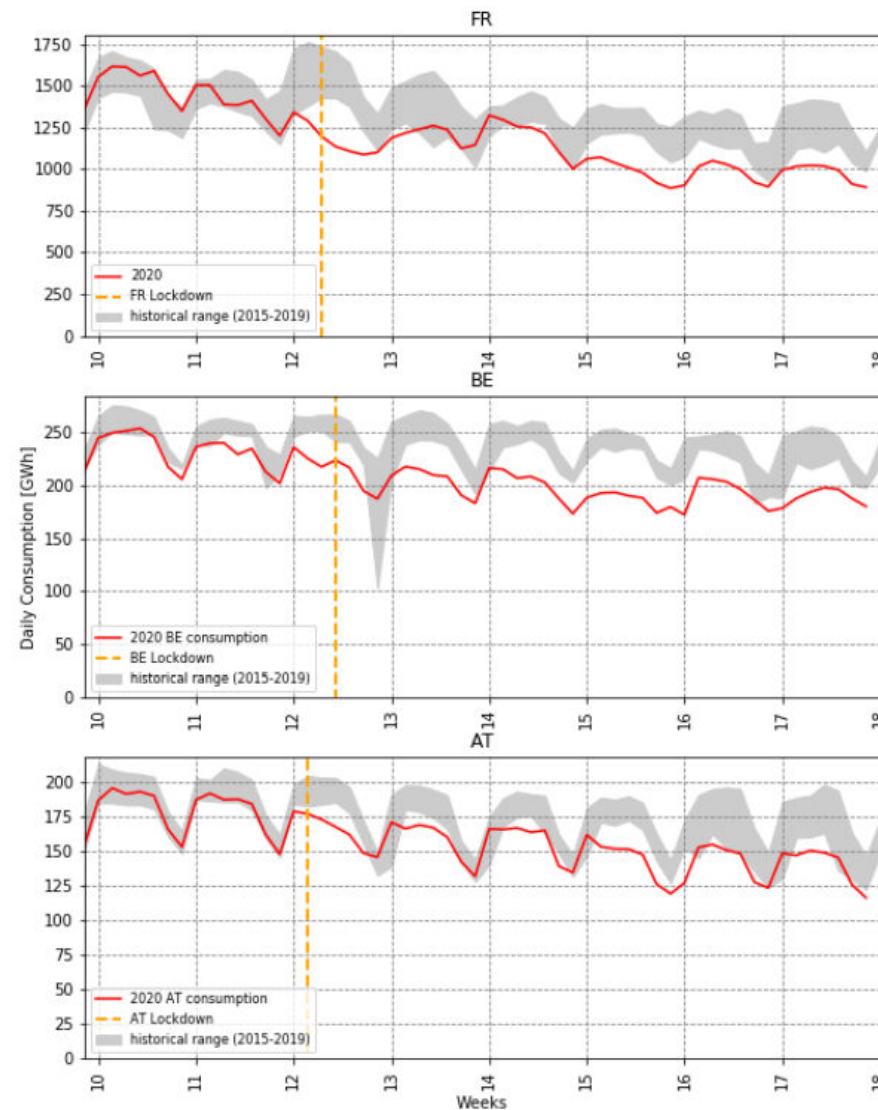 FR
1750
1500
1250
1000
750
500
250
0
2020
FR Lockdown
historical range (2015-2019)
10 11 12 13 14 15 16 17 18
BE
Daily Consumption [GWh]
250
200
150
100
50
0
2020 BE consumption
BE Lockdown
historical range (2015-2019)
10 11 12 13 14 15 16 17 18
AT
200
175
150
125
100
75
50
25
0
2020 AT consumption
AT Lockdown
historical range (2015-2019)
10 11 12 13 14 15 16 17 18
Weeks